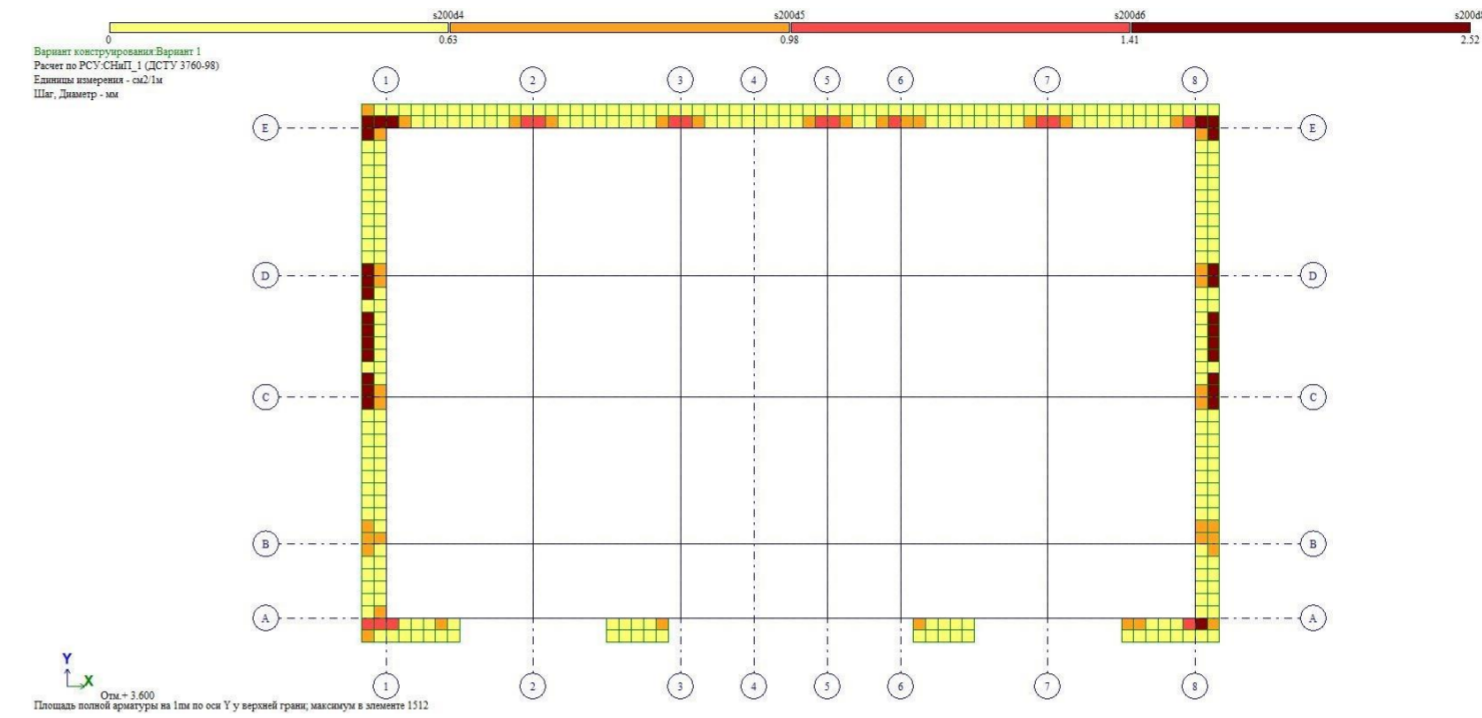 s200d4 s200d5 s200d6 s200d8
0 0.63 0.98 1.41 2.52
Вариант конструирования:Вариант 1
Расчет по РСУ:СНиП_1 (ДСТУ 3760-98)
Единицы измерения - см2/1м
Шаг, Диаметр - мм
1 2 3 4 5 6 7 8
E E
D D
C C
B B
A A
Y
X
1 2 3 4 5 6 7 8
Отм.+ 3.600
Площадь полной арматуры на 1пм по оси Y у верхней грани; максимум в элементе 1512